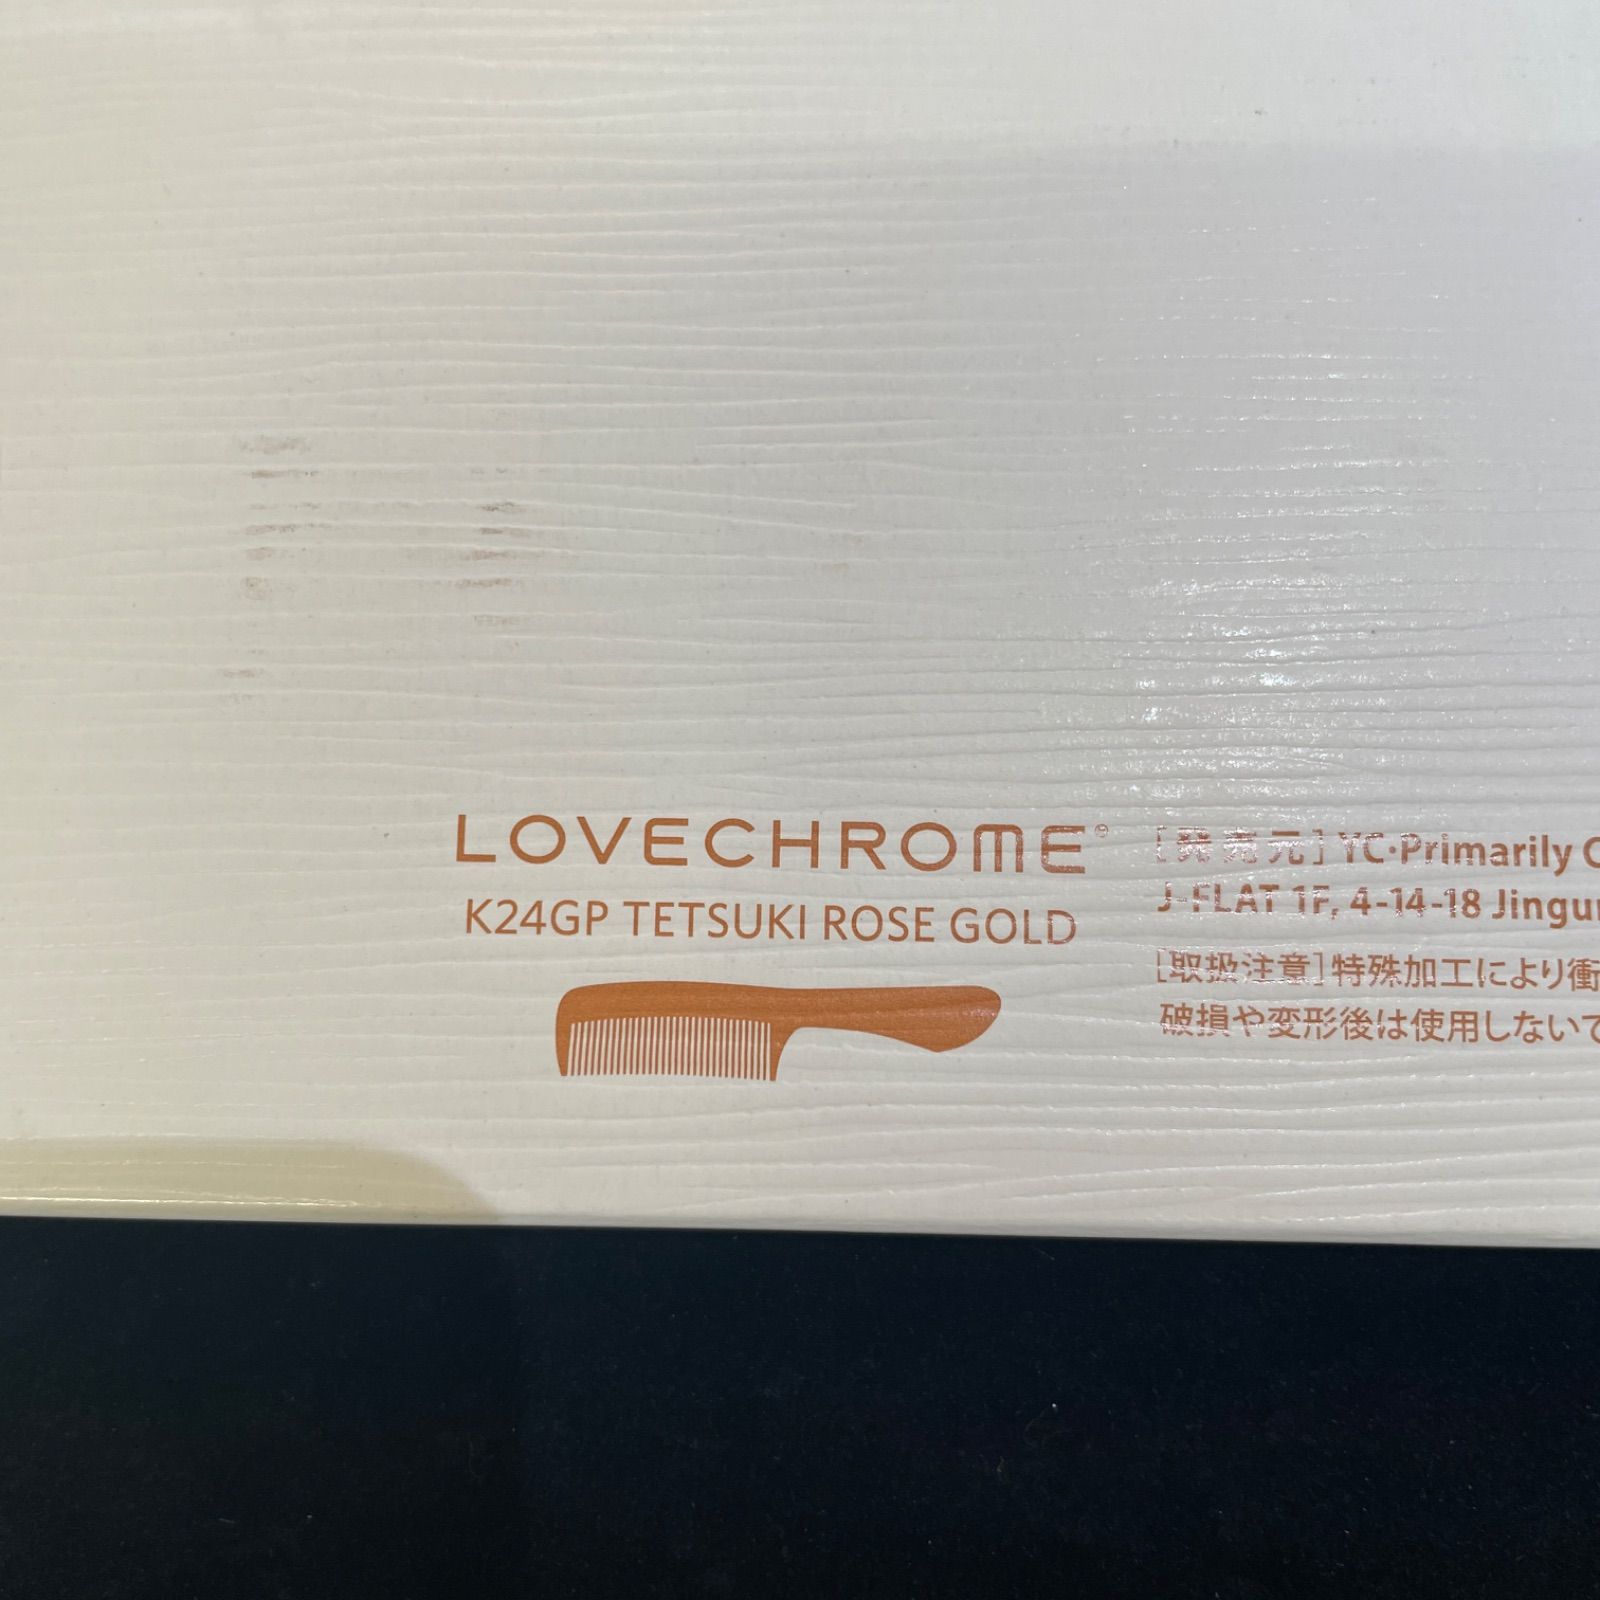 LOVECHROME®
K24GP TETSUKI ROSE GOLD
[発売元] YC・Primarily
J-FLAT 1F, 4-14-18
[取扱注意]特殊加工により衝
破損や変形後は使用しないで